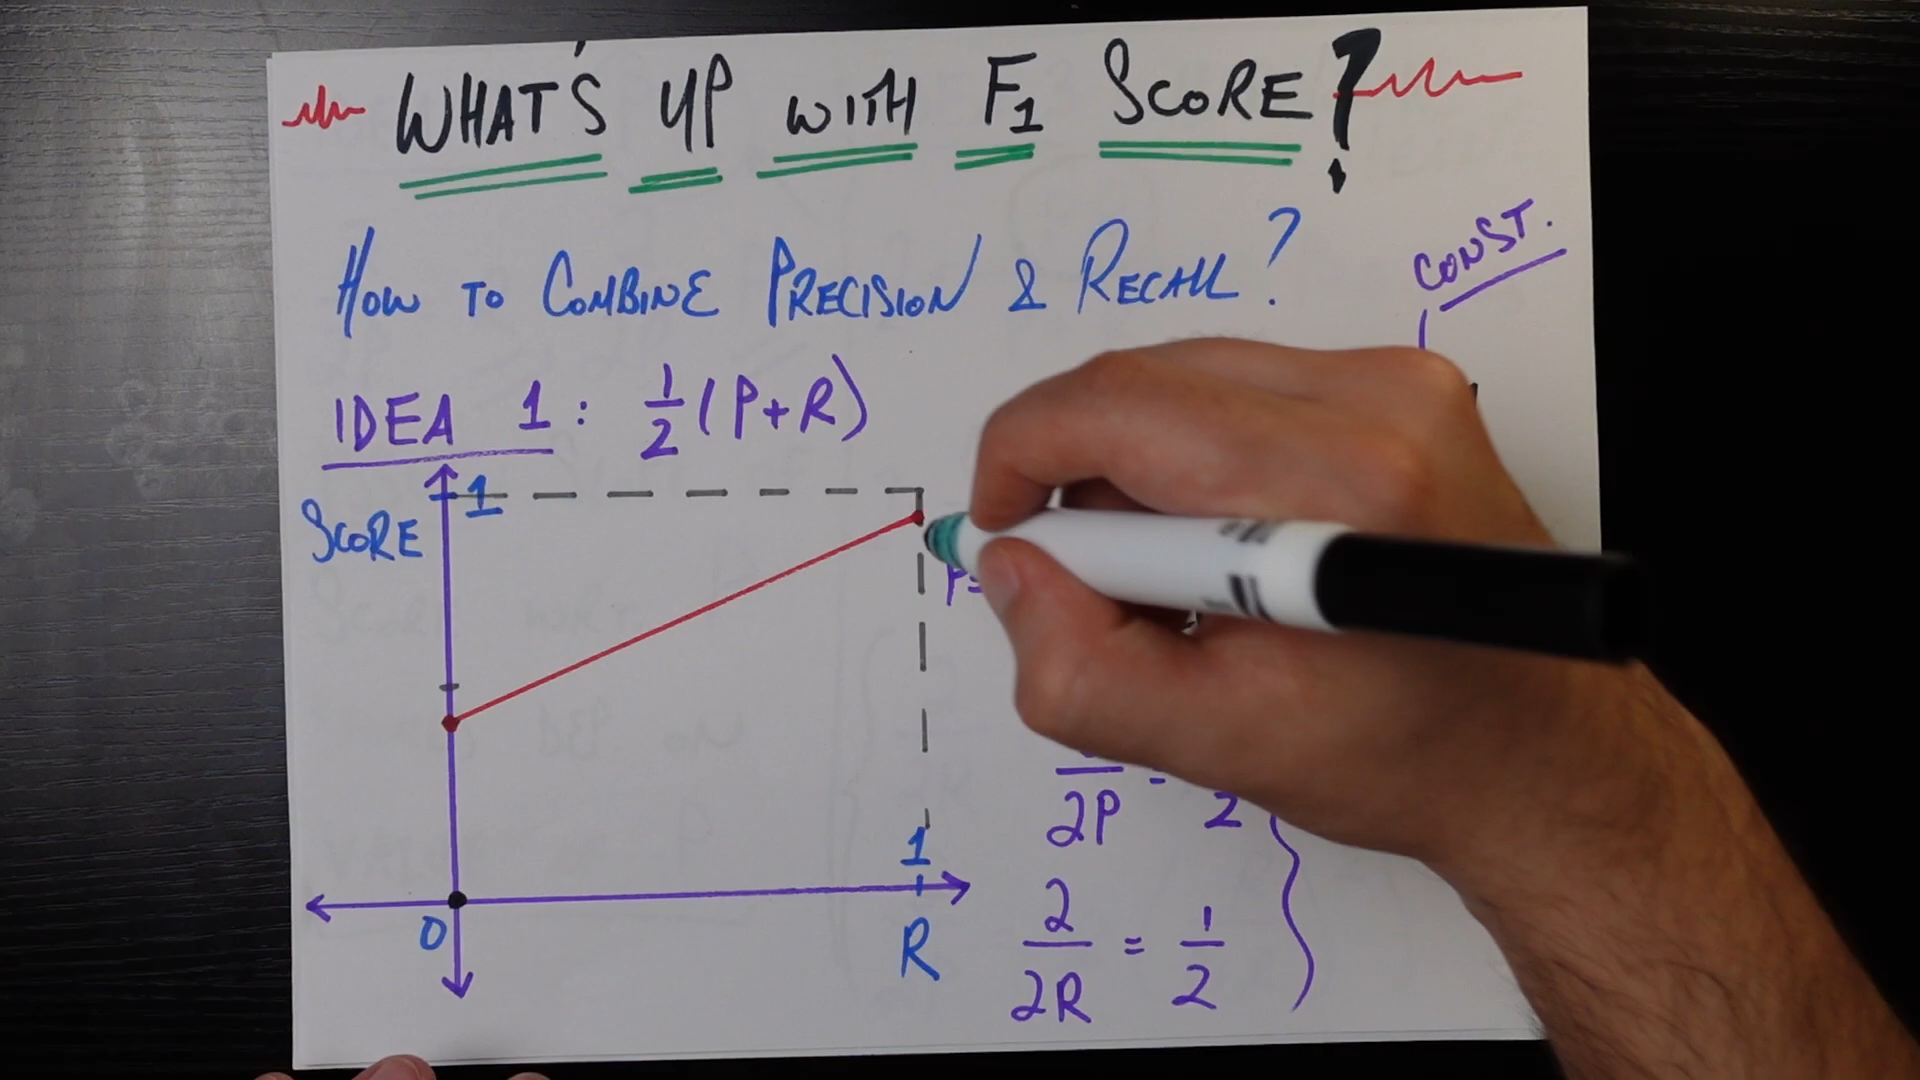 WHAT'S UP WITH F1 SCORE?
HOW TO COMBINE PRECISION & RECALL?
CONST.
IDEA 1: 1/2 (P+R)
1
SCORE
2P = 2
1
0
R
2/2R = 1/2